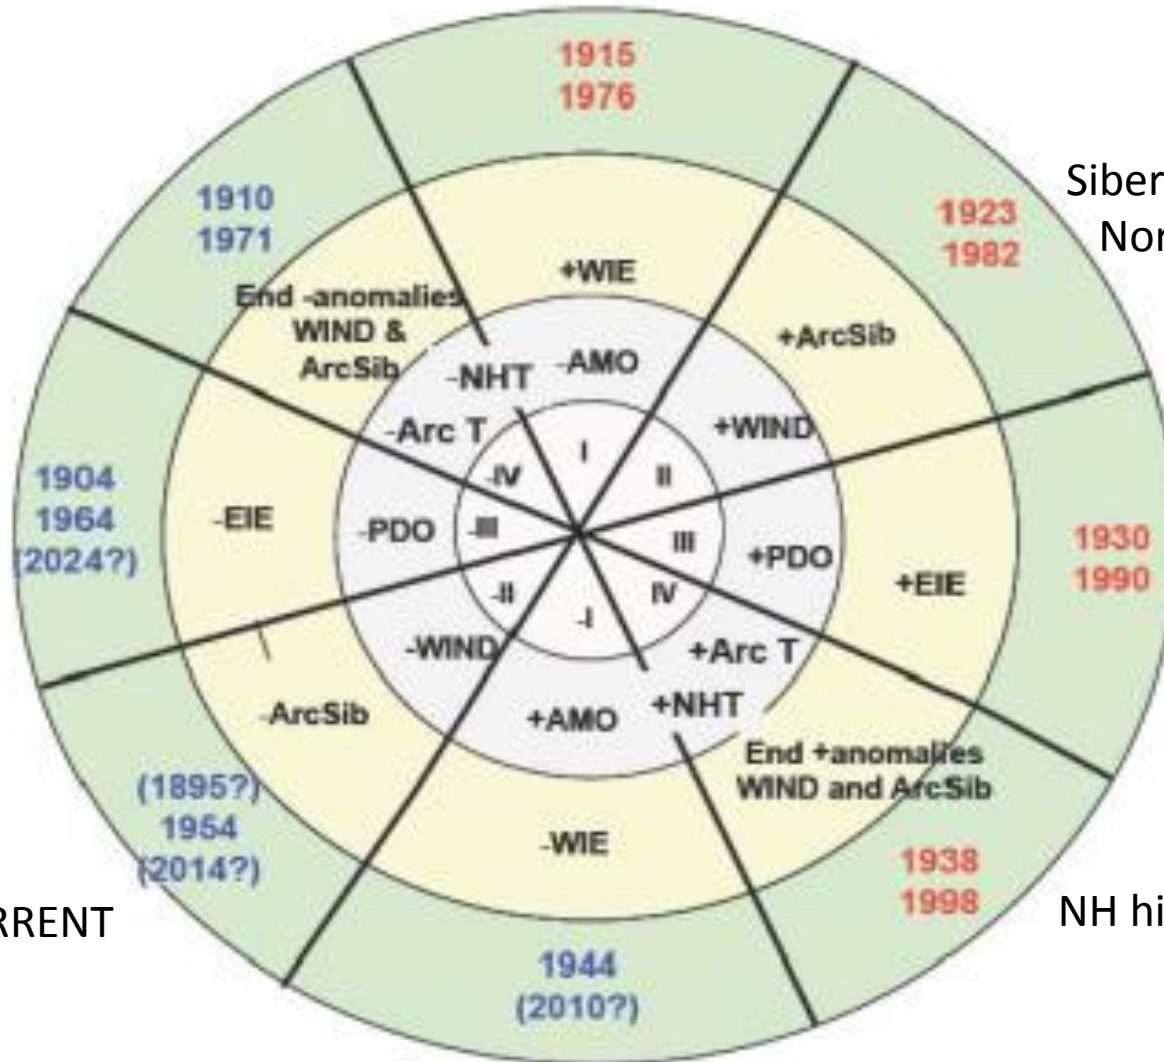 1915
1976
1910
1971
1923
1982
Siber
Nor
+WIE
End -anomalies
WIND &
ArcSib
+ArcSib
-NHT
-AMO
-Arc T
+WIND
1904
1964
(2024?)
-EIE
-PDO
-IV
I
II
-III
III
-II
-I
IV
+PDO
+EIE
1930
1990
-WIND
+Arc T
+AMO
+NHT
-ArcSib
End +anomalies
WIND and ArcSib
(1895?)
1954
(2014?)
-WIE
1938
1998
RRENT
NH hi
1944
(2010?)